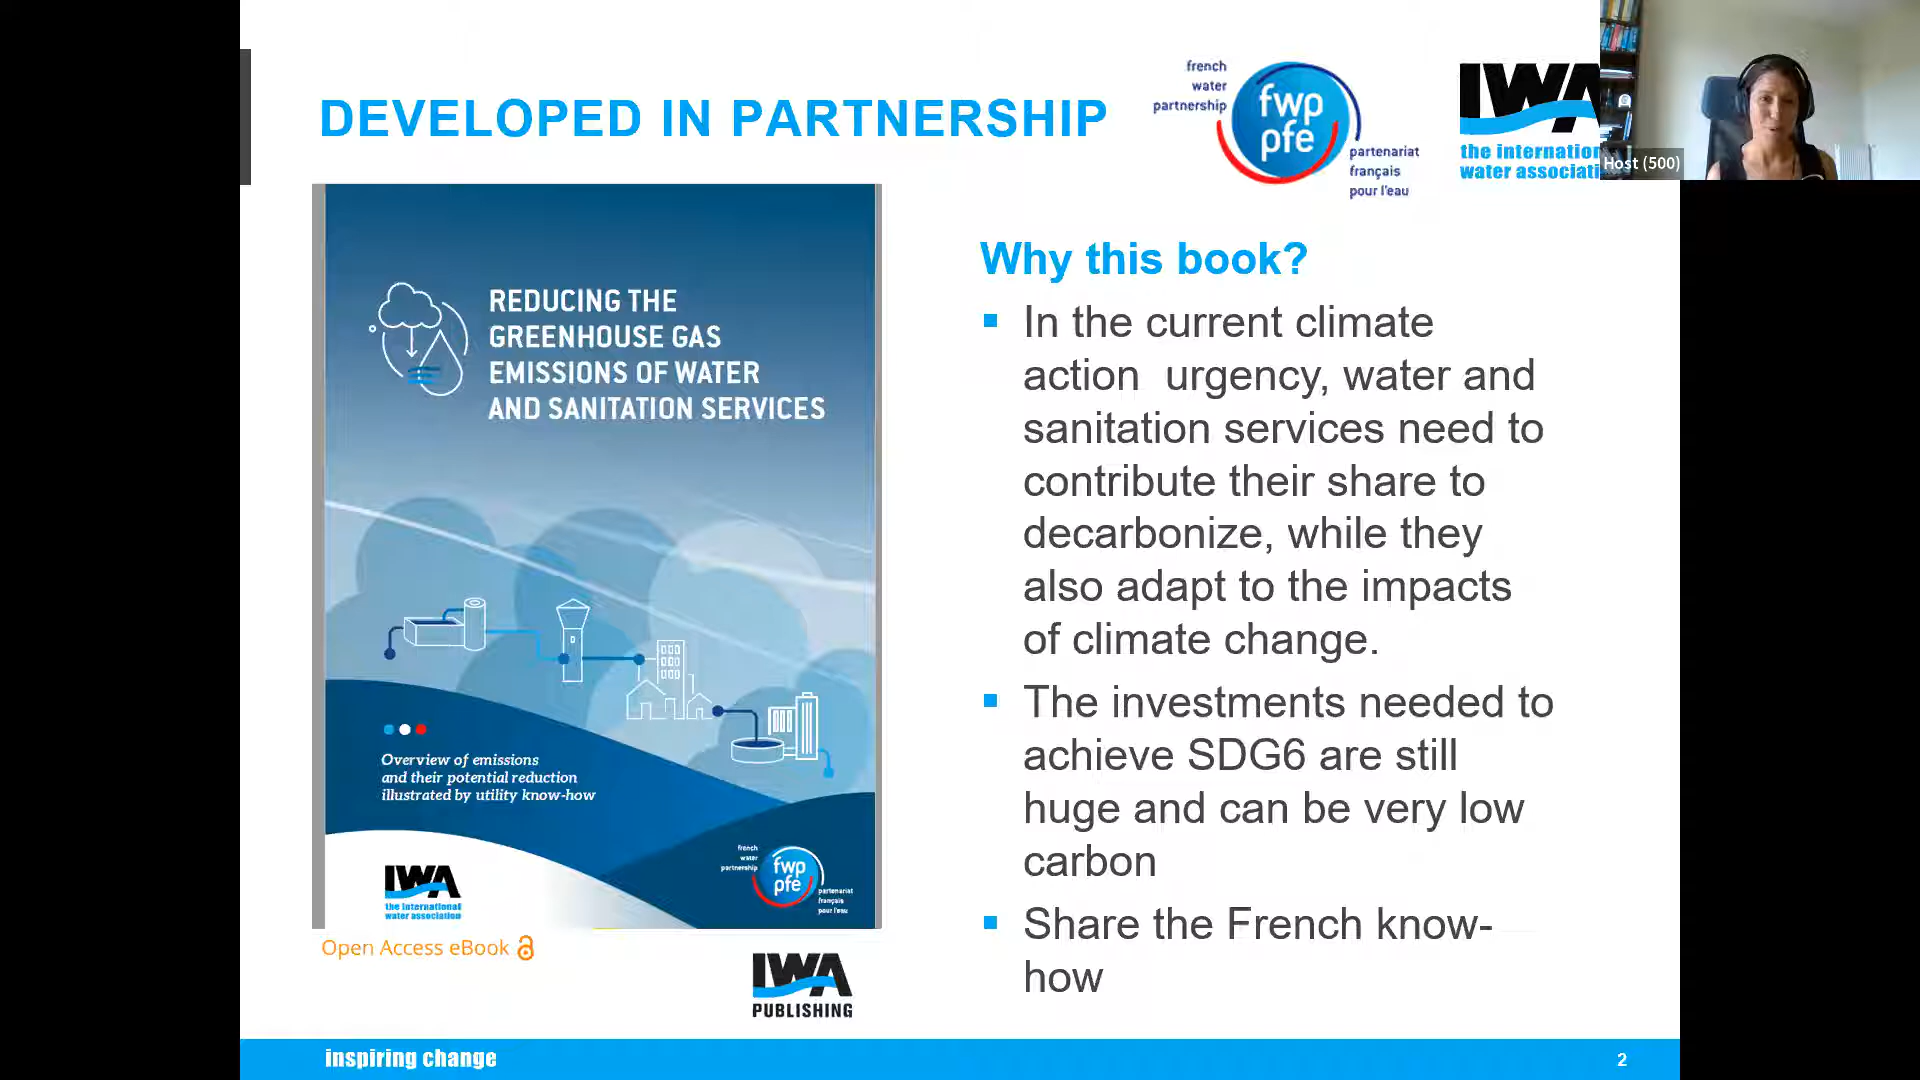 DEVELOPED IN PARTNERSHIP
french
water
partnership
fwp
pfe
partenariat
français
pour l'eau
IWA
the internation
water associati
Host (500)
REDUCING THE
GREENHOUSE GAS
EMISSIONS OF WATER
AND SANITATION SERVICES
Overview of emissions
and their potential reduction
illustrated by utility know-how
IWA
the international
water association
french
water
partnership
fwp
pfe
partenariat
français
pour l'eau
Open Access eBook
IWA
PUBLISHING
Why this book?
In the current climate
action urgency, water and
sanitation services need to
contribute their share to
decarbonize, while they
also adapt to the impacts
of climate change.
The investments needed to
achieve SDG6 are still
huge and can be very low
carbon
Share the French know-
how
inspiring change
2